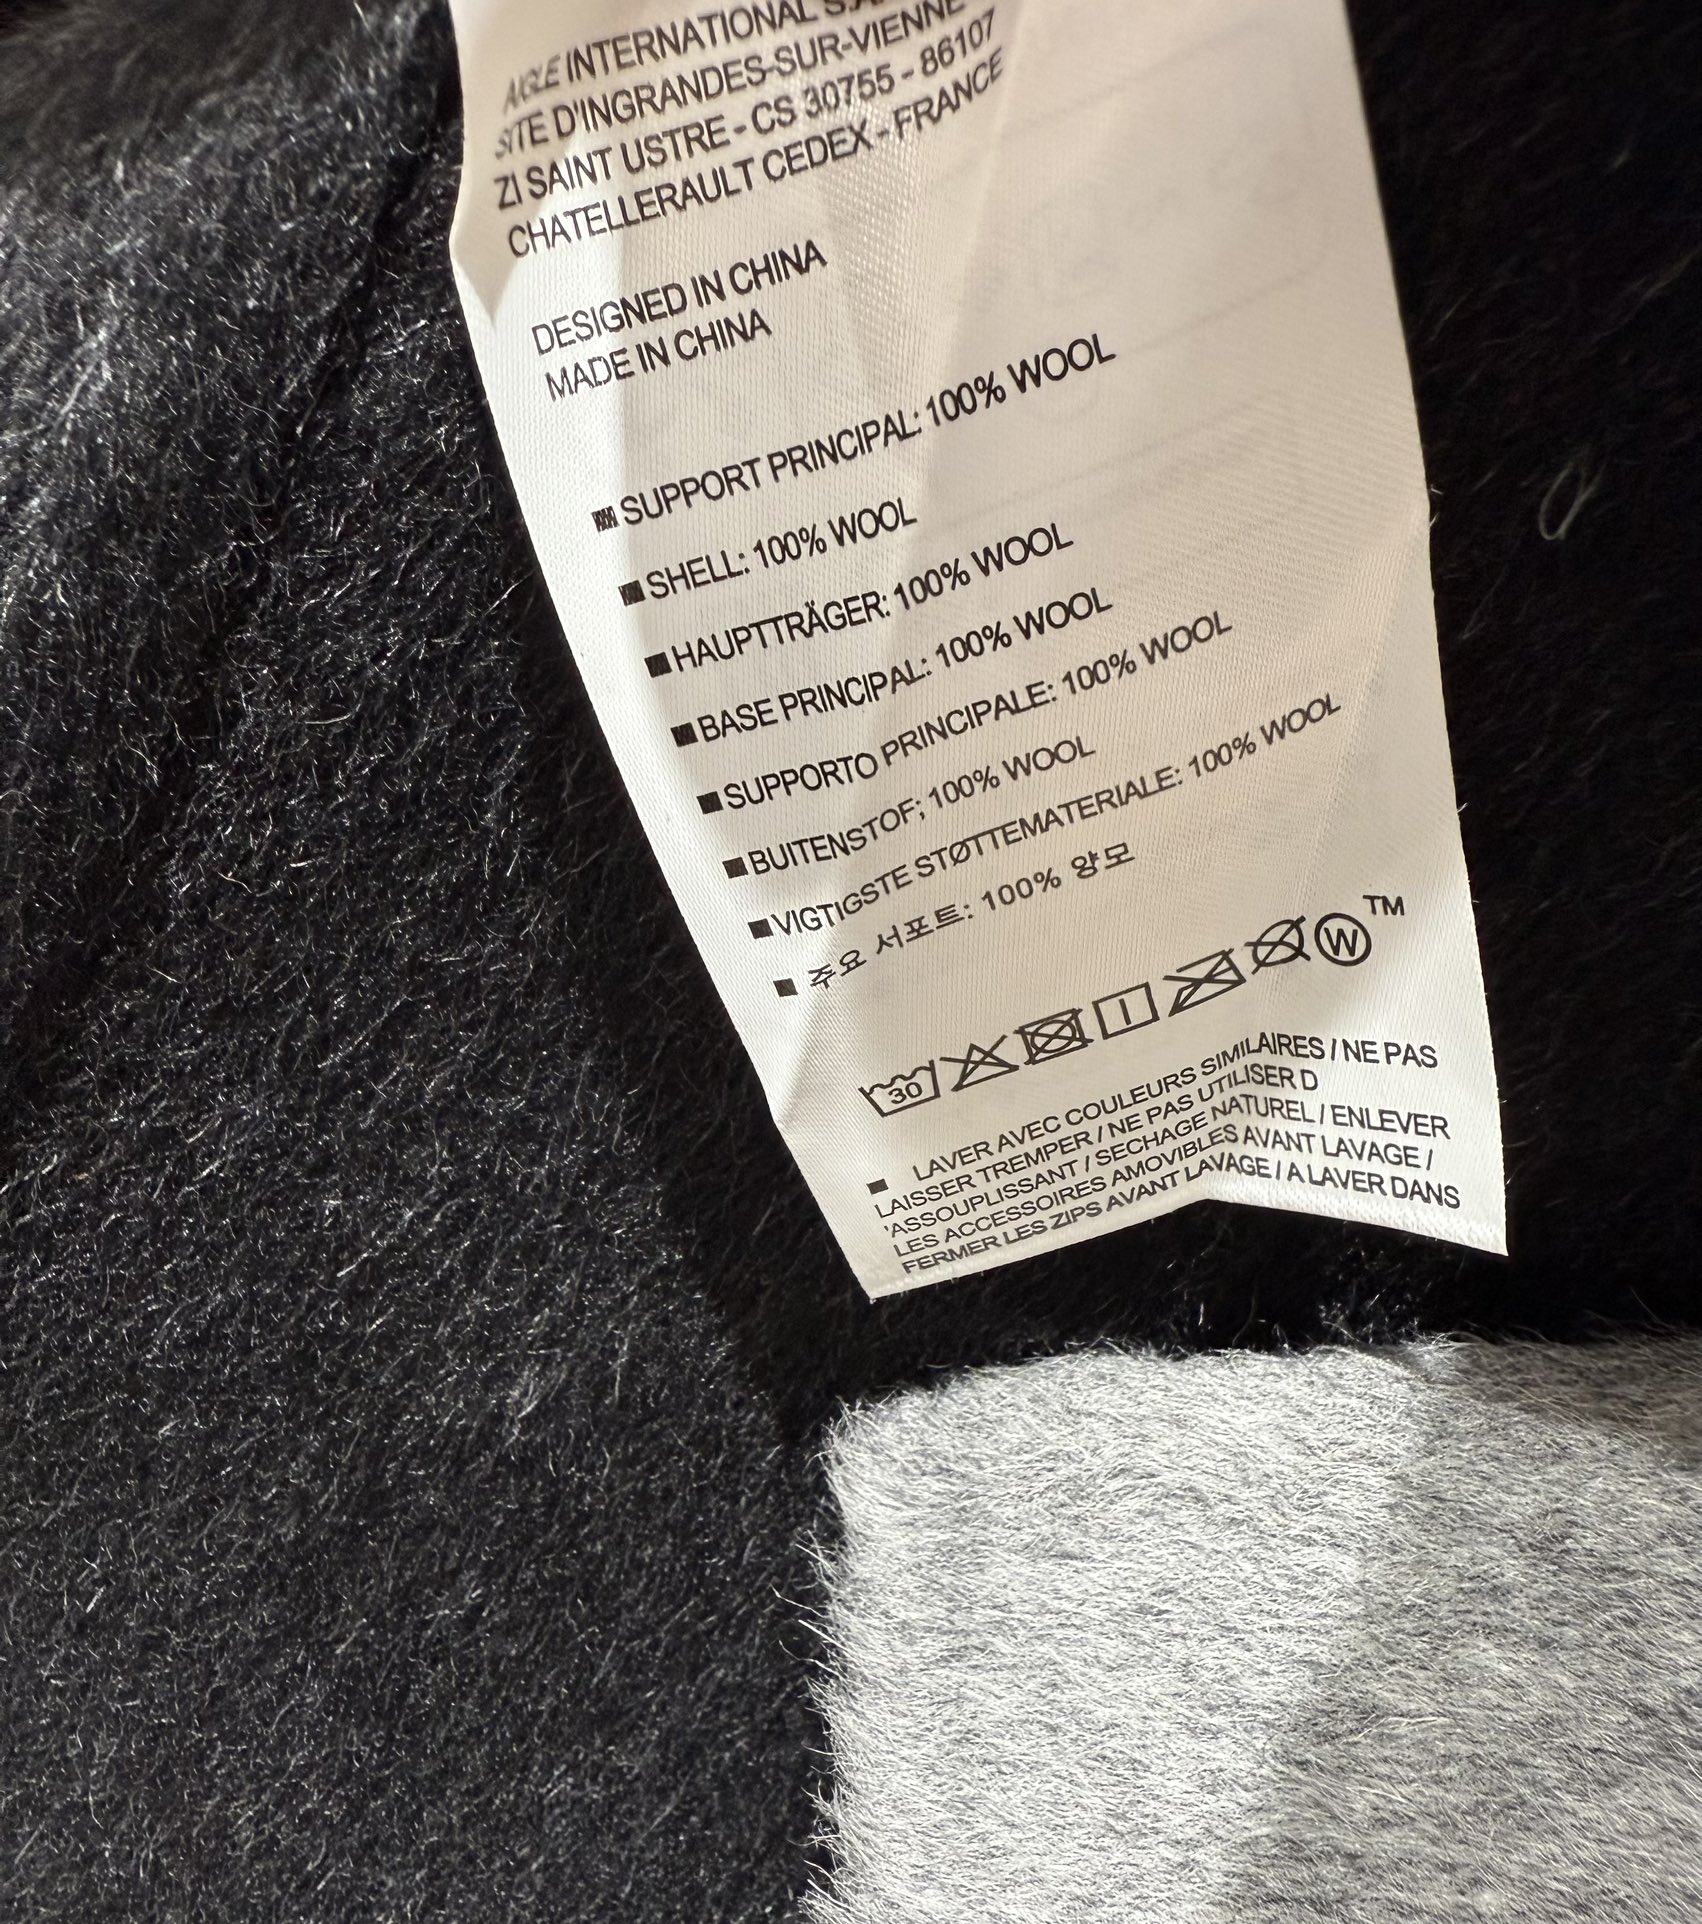 AIGLE INTERNATIONAL S.A.
SITE D'INGRANDES-SUR-VIENNE
ZI SAINT USTRE - CS 30755 - 86107
CHATELLERAULT CEDEX - FRANCE
DESIGNED IN CHINA
MADE IN CHINA
■SUPPORT PRINCIPAL: 100% WOOL
■SHELL: 100% WOOL
■HAUPTTRÄGER: 100% WOOL
■BASE PRINCIPAL: 100% WOOL
■SUPPORTO PRINCIPALE: 100% WOOL
■BUITENSTOF; 100% WOOL
■VIGTIGSTE STØTTEMATERIALE: 100% WOOL
■ 주요 서포트: 100% 양모
30 W TM
■ LAVER AVEC COULEURS SIMILAIRES / NE PAS
LAISSER TREMPER / NE PAS UTILISER D
'ASSOUPLISSANT / SECHAGE NATUREL / ENLEVER
LES ACCESSOIRES AMOVIBLES AVANT LAVAGE /
FERMER LES ZIPS AVANT LAVAGE / A LAVER DANS